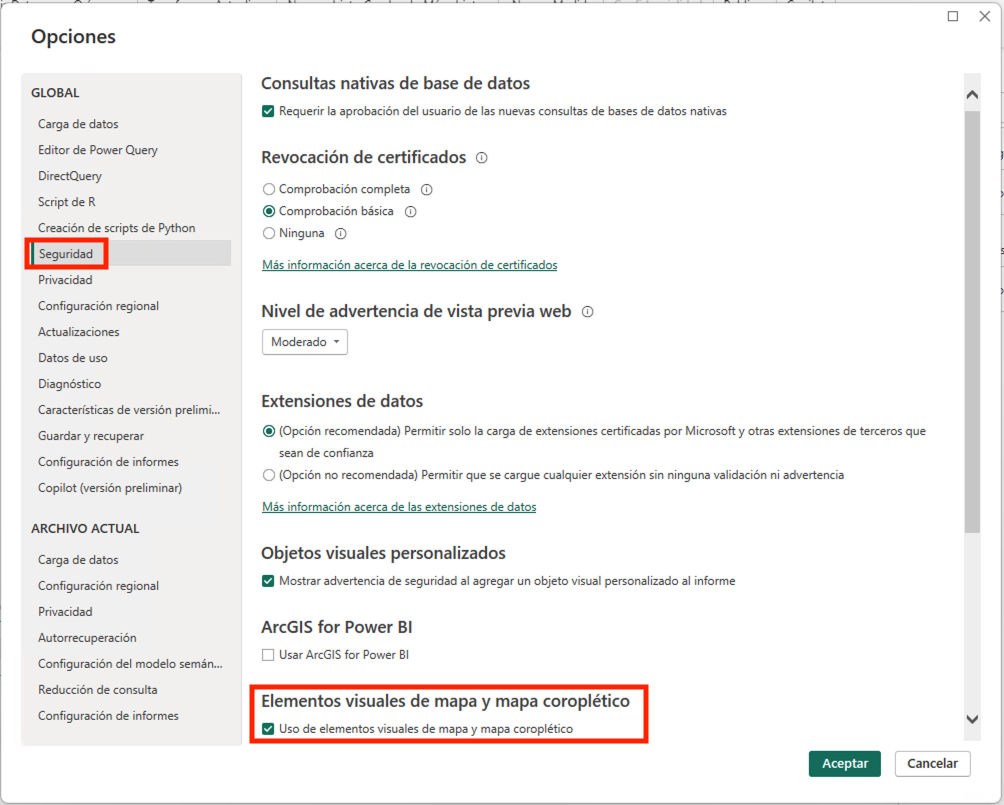 Opciones
GLOBAL
Carga de datos
Editor de Power Query
DirectQuery
Script de R
Creación de scripts de Python
Seguridad
Privacidad
Configuración regional
Actualizaciones
Datos de uso
Diagnóstico
Características de versión prelimi...
Guardar y recuperar
Configuración de informes
Copilot (versión preliminar)
ARCHIVO ACTUAL
Carga de datos
Configuración regional
Privacidad
Autorrecuperación
Configuración del modelo semán...
Reducción de consulta
Configuración de informes
Consultas nativas de base de datos
Requerir la aprobación del usuario de las nuevas consultas de bases de datos nativas
Revocación de certificados
Comprobación completa
Comprobación básica
Ninguna
Más información acerca de la revocación de certificados
Nivel de advertencia de vista previa web
Moderado
Extensiones de datos
(Opción recomendada) Permitir solo la carga de extensiones certificadas por Microsoft y otras extensiones de terceros que
sean de confianza
(Opción no recomendada) Permitir que se cargue cualquier extensión sin ninguna validación ni advertencia
Más información acerca de las extensiones de datos
Objetos visuales personalizados
Mostrar advertencia de seguridad al agregar un objeto visual personalizado al informe
ArcGIS for Power BI
Usar ArcGIS for Power BI
Elementos visuales de mapa y mapa coroplético
Uso de elementos visuales de mapa y mapa coroplético
Aceptar
Cancelar